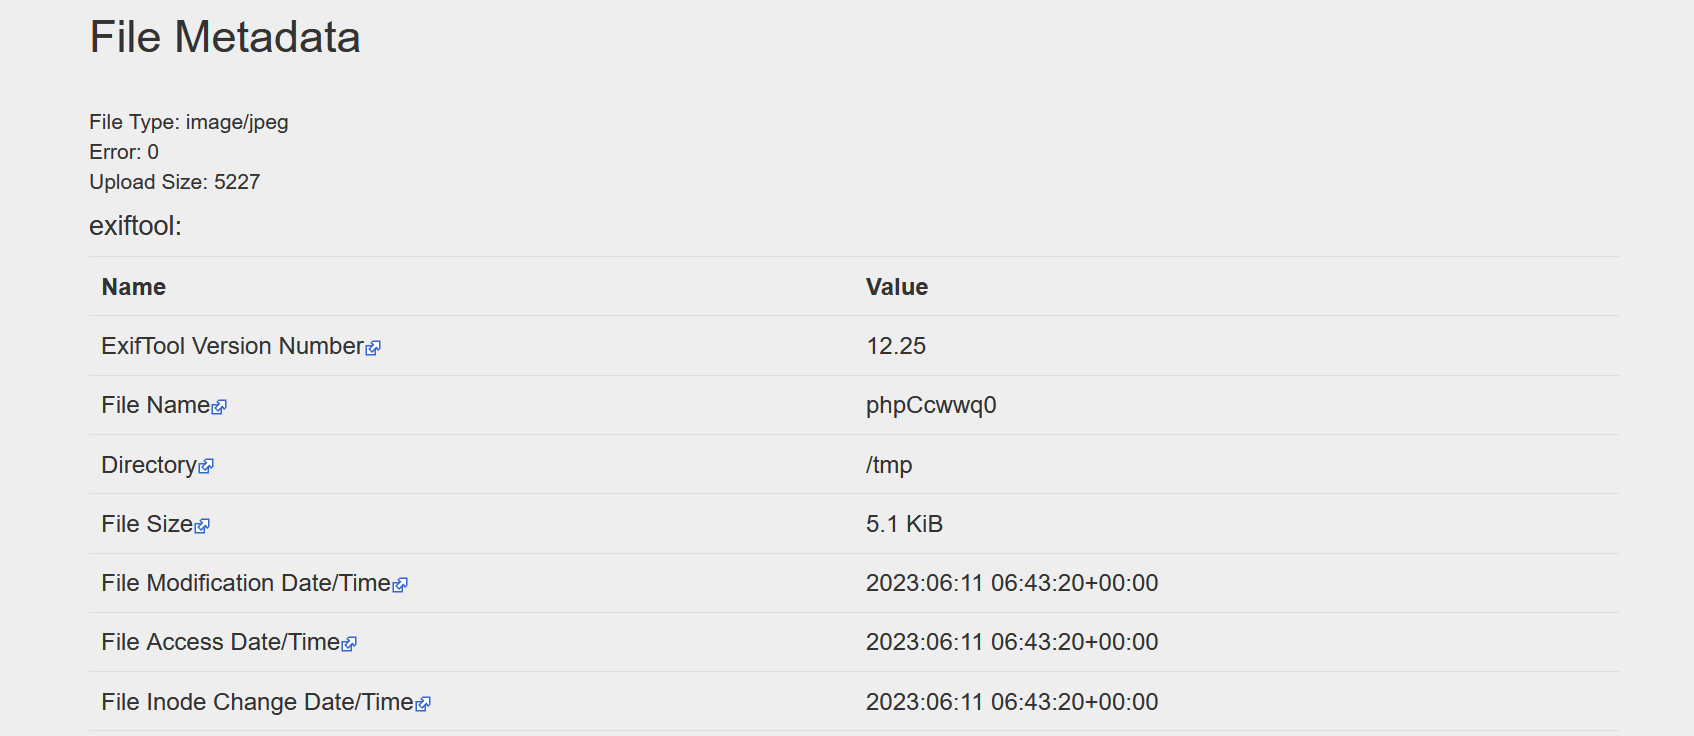 File Metadata
File Type: image/jpeg
Error: 0
Upload Size: 5227
exiftool:
Name Value
ExifTool Version Number 12.25
File Name phpCcwwq0
Directory /tmp
File Size 5.1 KiB
File Modification Date/Time 2023:06:11 06:43:20+00:00
File Access Date/Time 2023:06:11 06:43:20+00:00
File Inode Change Date/Time 2023:06:11 06:43:20+00:00